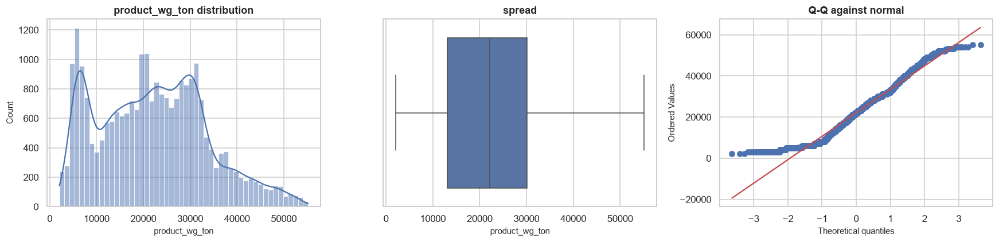 product_wg_ton distribution
1200
1000
800
600
400
200
0
Count
0 10000 20000 30000 40000 50000
product_wg_ton
spread
0 10000 20000 30000 40000 50000
product_wg_ton
Q-Q against normal
60000
40000
20000
0
−20000
Ordered Values
−3 −2 −1 0 1 2 3
Theoretical quantiles